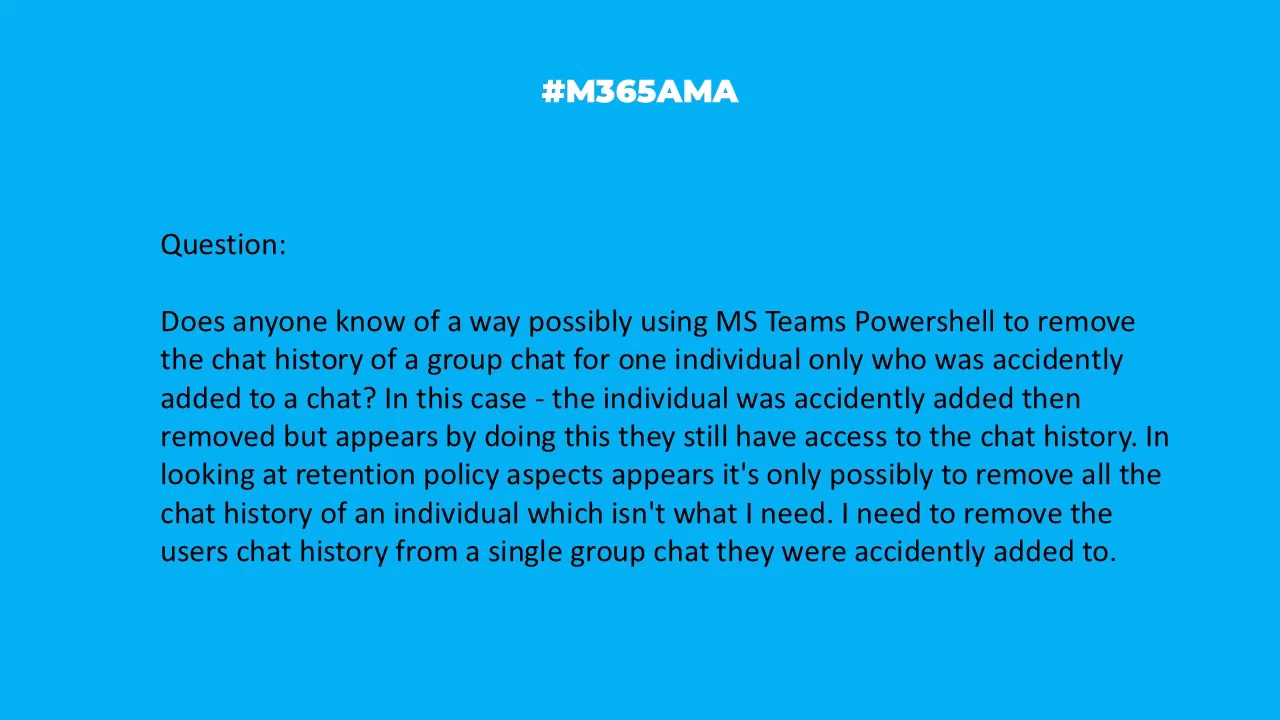 #M365AMA
Question:
Does anyone know of a way possibly using MS Teams Powershell to remove
the chat history of a group chat for one individual only who was accidently
added to a chat? In this case - the individual was accidently added then
removed but appears by doing this they still have access to the chat history. In
looking at retention policy aspects appears it's only possibly to remove all the
chat history of an individual which isn't what I need. I need to remove the
users chat history from a single group chat they were accidently added to.